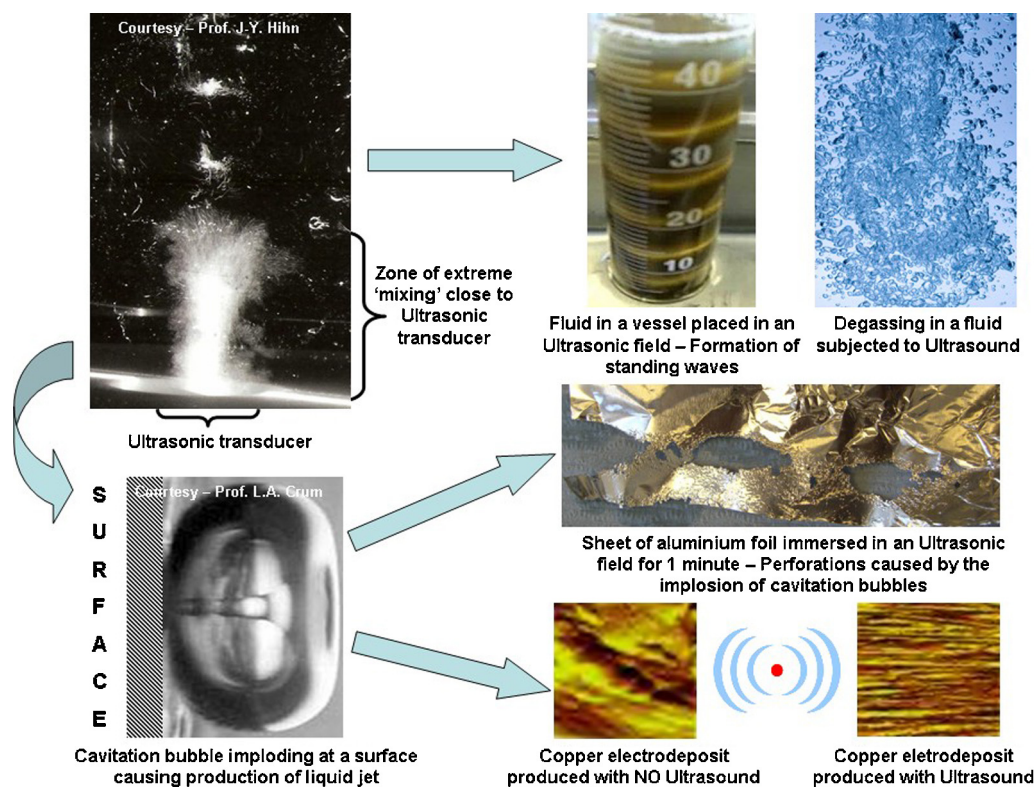 Courtesy – Prof. J-Y. Hihn
Zone of extreme
‘mixing’ close to
Ultrasonic
transducer
Ultrasonic transducer
40
30
20
10
Fluid in a vessel placed in an
Ultrasonic field – Formation of
standing waves
Degassing in a fluid
subjected to Ultrasound
S
U
R
F
A
C
E
Courtesy – Prof. L.A. Crum
Cavitation bubble imploding at a surface
causing production of liquid jet
Sheet of aluminium foil immersed in an Ultrasonic
field for 1 minute – Perforations caused by the
implosion of cavitation bubbles
Copper electrodeposit
produced with NO Ultrasound
Copper eletrodeposit
produced with Ultrasound